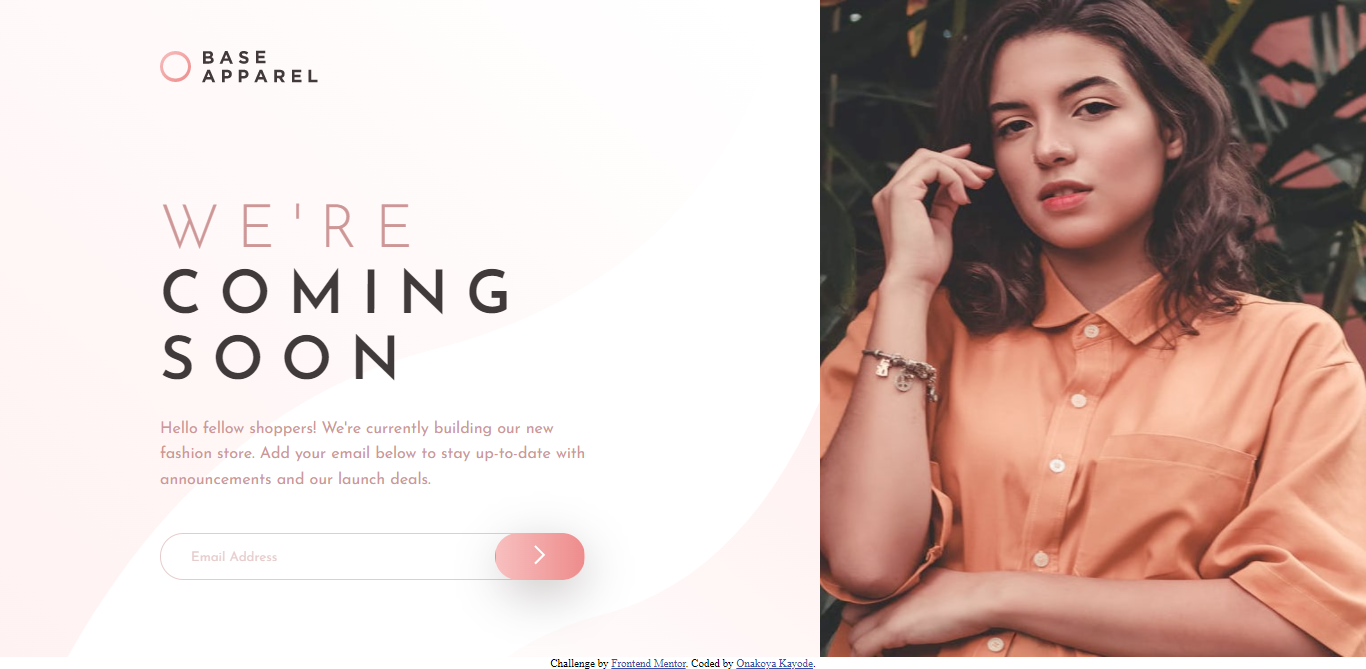 BASE
APPAREL
WE'RE
COMING
SOON
Hello fellow shoppers! We're currently building our new
fashion store. Add your email below to stay up-to-date with
announcements and our launch deals.
Email Address
Challenge by Frontend Mentor. Coded by Onakoya Kayode.